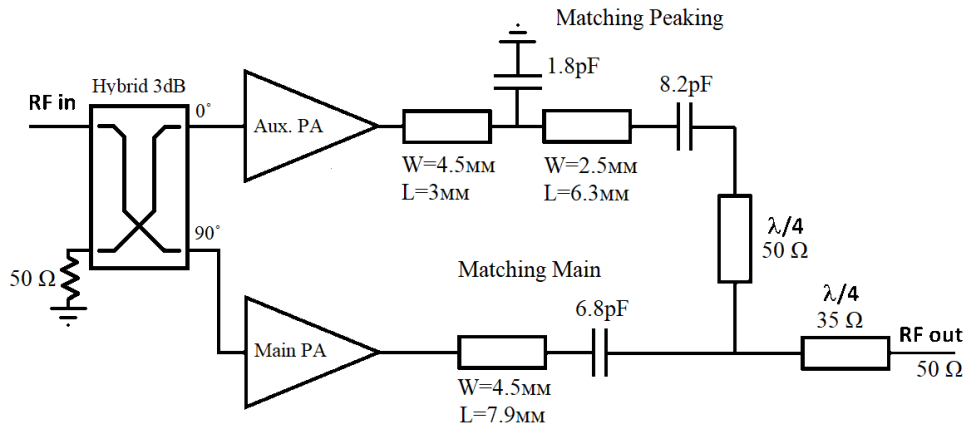 Matching Peaking
1.8pF
8.2pF
Hybrid 3dB
RF in
0°
Aux. PA
W=4.5мм
L=3мм
W=2.5мм
L=6.3мм
λ/4
50 Ω
90°
50 Ω
Matching Main
6.8pF
λ/4
35 Ω
RF out
50 Ω
Main PA
W=4.5мм
L=7.9мм